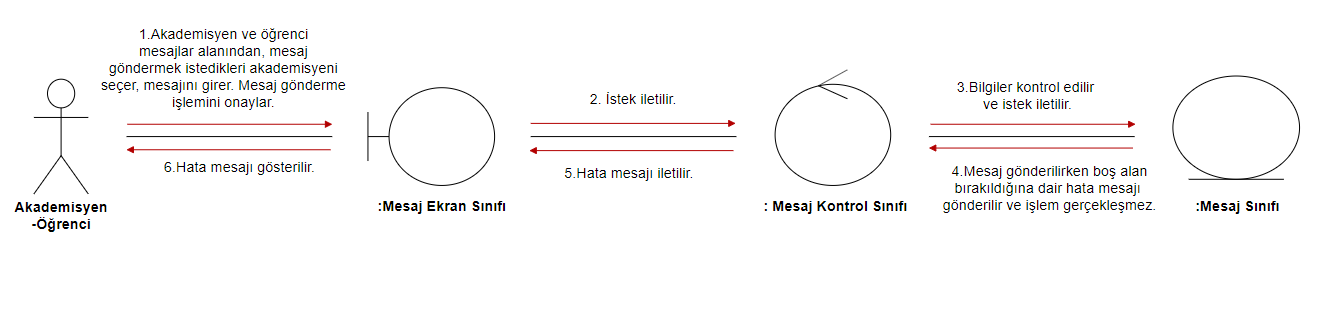 1.Akademisyen ve öğrenci
mesajlar alanından, mesaj
göndermek istedikleri akademisyeni
seçer, mesajını girer. Mesaj gönderme
işlemini onaylar.
6.Hata mesajı gösterilir.
Akademisyen
-Öğrenci
:Mesaj Ekran Sınıfı
2. İstek iletilir.
5.Hata mesajı iletilir.
: Mesaj Kontrol Sınıfı
3.Bilgiler kontrol edilir
ve istek iletilir.
4.Mesaj gönderilirken boş alan
bırakıldığına dair hata mesajı
gönderilir ve işlem gerçekleşmez.
:Mesaj Sınıfı